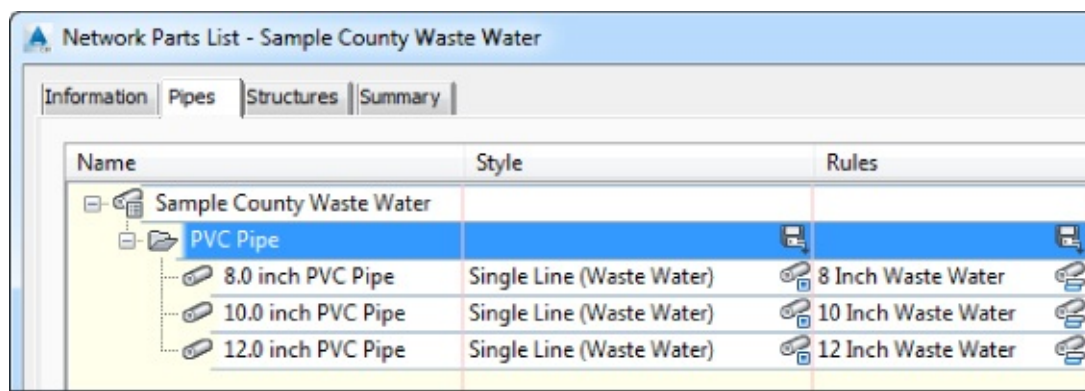 Network Parts List - Sample County Waste Water
Information Pipes Structures Summary
Name Style Rules
Sample County Waste Water
PVC Pipe
8.0 inch PVC Pipe Single Line (Waste Water) 8 Inch Waste Water
10.0 inch PVC Pipe Single Line (Waste Water) 10 Inch Waste Water
12.0 inch PVC Pipe Single Line (Waste Water) 12 Inch Waste Water